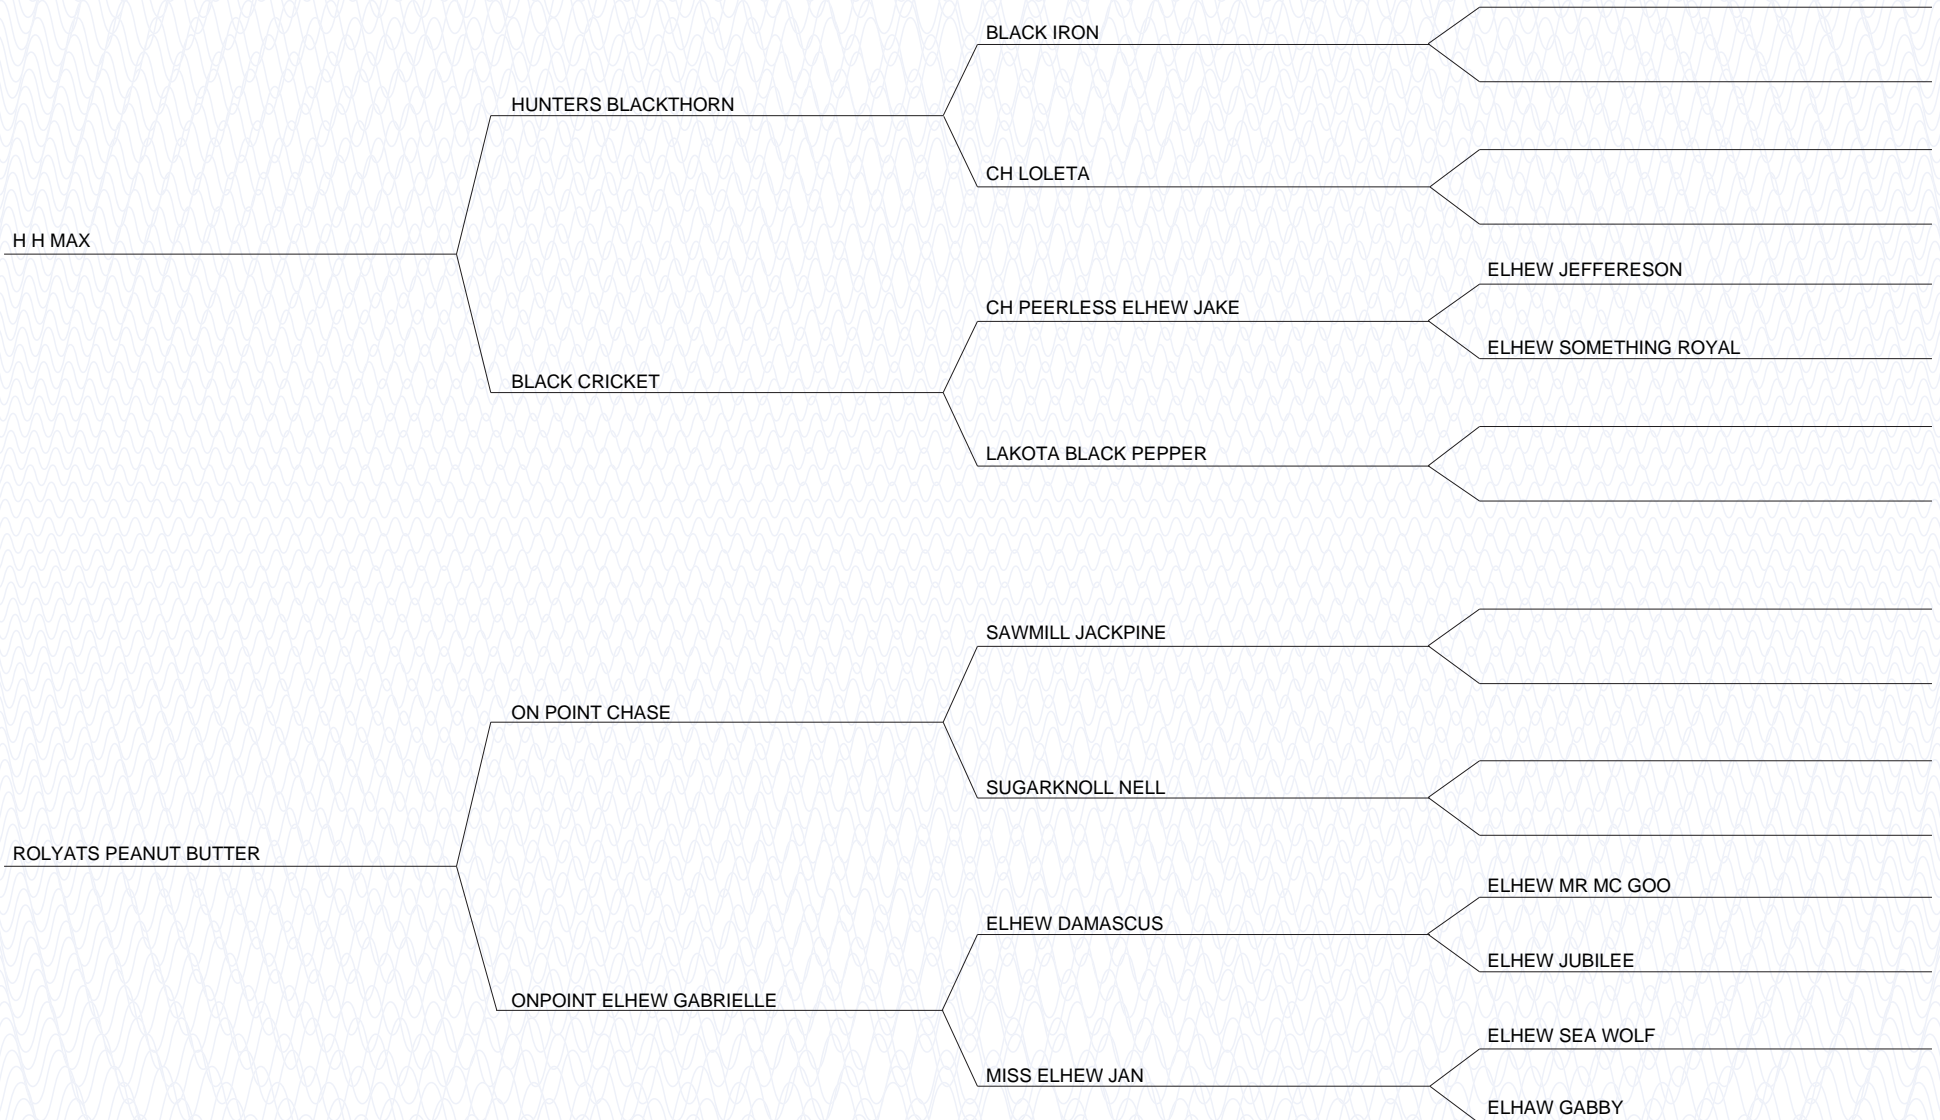 BLACK IRON
HUNTERS BLACKTHORN
CH LOLETA
H H MAX
ELHEW JEFFERESON
CH PEERLESS ELHEW JAKE
ELHEW SOMETHING ROYAL
BLACK CRICKET
LAKOTA BLACK PEPPER
SAWMILL JACKPINE
ON POINT CHASE
SUGARKNOLL NELL
ROLYATS PEANUT BUTTER
ELHEW MR MC GOO
ELHEW DAMASCUS
ELHEW JUBILEE
ONPOINT ELHEW GABRIELLE
ELHEW SEA WOLF
MISS ELHEW JAN
ELHAW GABBY